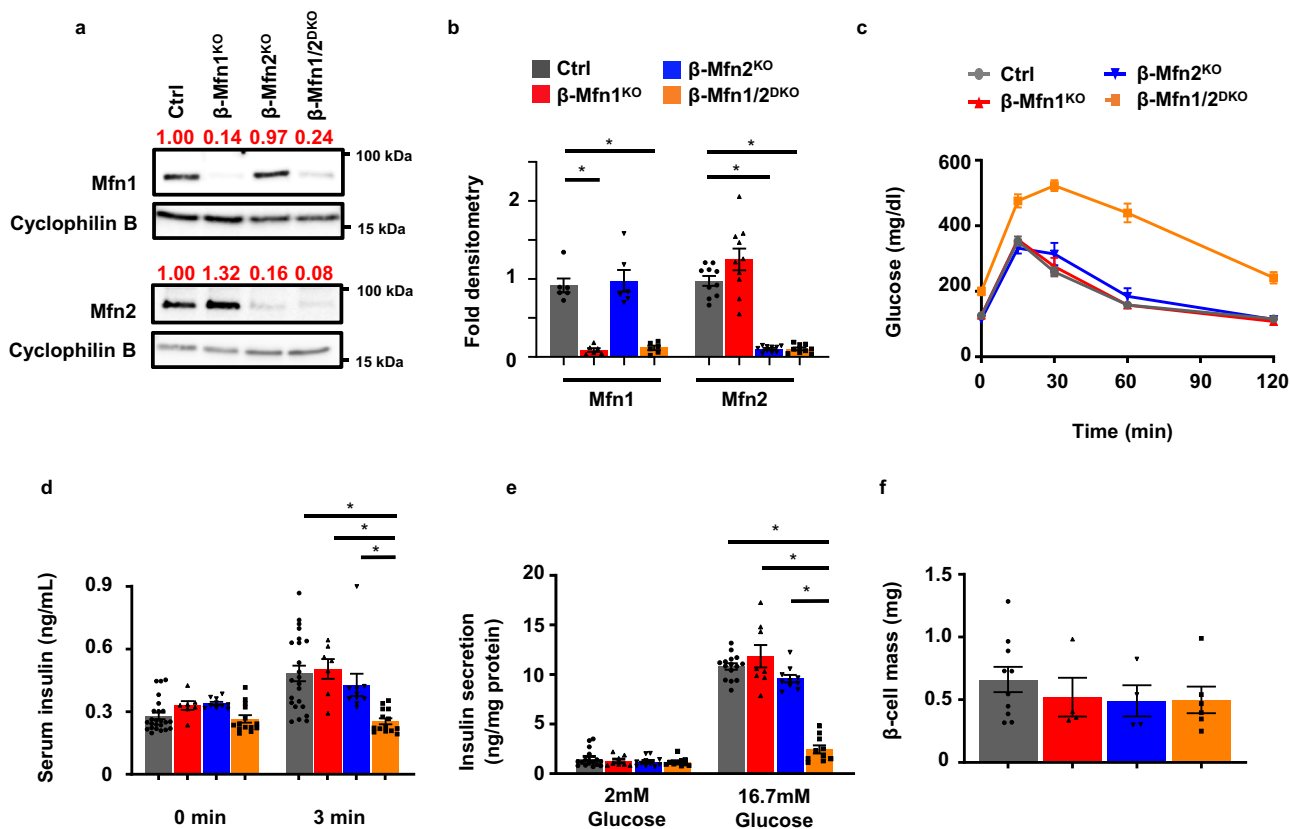 a
Ctrl
β-Mfn1KO
β-Mfn2KO
β-Mfn1/2DKO
1.00 0.14 0.97 0.24
100 kDa
Mfn1
Cyclophilin B
15 kDa
1.00 1.32 0.16 0.08
100 kDa
Mfn2
Cyclophilin B
15 kDa
b
Ctrl
β-Mfn2KO
β-Mfn1KO
β-Mfn1/2DKO
* * * *
Fold densitometry
2
1
0
Mfn1 Mfn2
c
Ctrl
β-Mfn2KO
β-Mfn1KO
β-Mfn1/2DKO
Glucose (mg/dl)
600
400
200
0
0 30 60 90 120
Time (min)
d
*
*
*
Serum insulin (ng/mL)
0.9
0.6
0.3
0
0 min 3 min
e
*
*
*
Insulin secretion
(ng/mg protein)
20
15
10
5
0
2mM 16.7mM
Glucose Glucose
f
β-cell mass (mg)
1.5
1.0
0.5
0